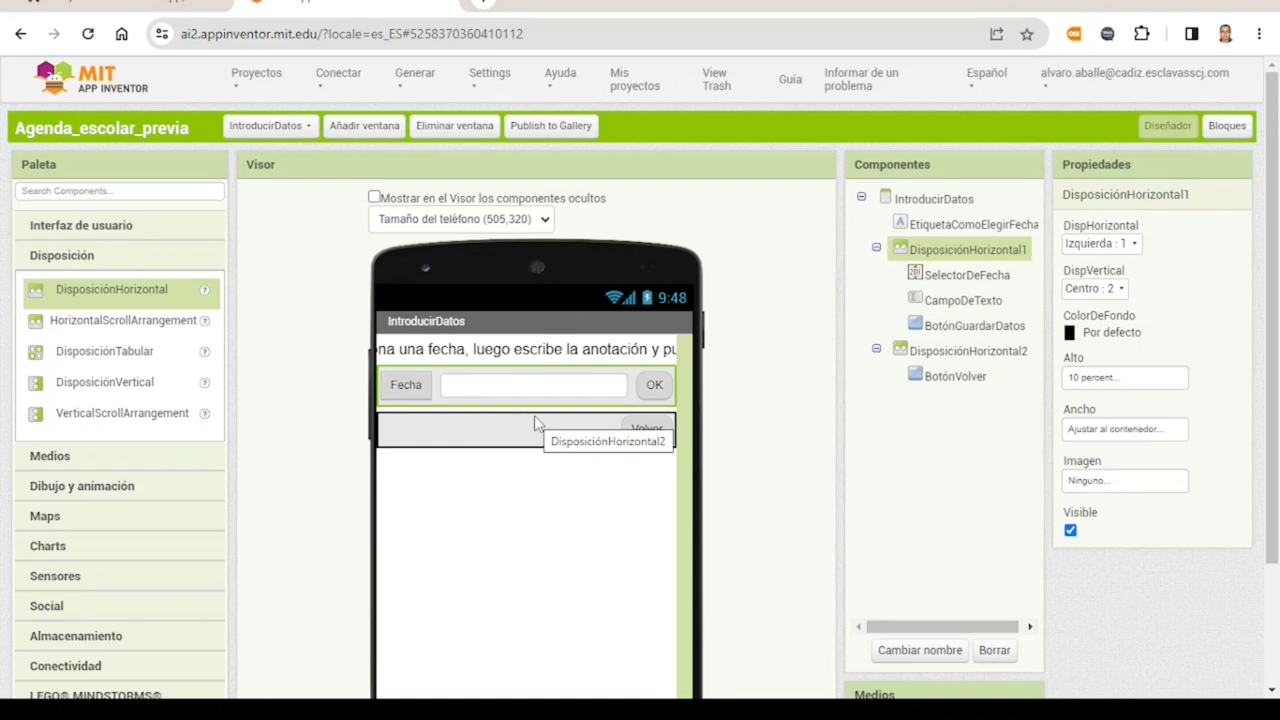 ai2.appinventor.mit.edu/?locale=es_ES#5258370360410112
MIT
APP INVENTOR
Proyectos
Conectar
Generar
Settings
Ayuda
Mis proyectos
View Trash
Guía
Informar de un problema
Español
alvaro.aballe@cadiz.esclavasscj.com
Agenda_escolar_previa
IntroducirDatos
Añadir ventana
Eliminar ventana
Publish to Gallery
Diseñador
Bloques
Paleta
Search Components...
Interfaz de usuario
Disposición
DisposiciónHorizontal
HorizontalScrollArrangement
DisposiciónTabular
DisposiciónVertical
VerticalScrollArrangement
Medios
Dibujo y animación
Maps
Charts
Sensores
Social
Almacenamiento
Conectividad
LEGO® MINDSTORMS®
Visor
Mostrar en el Visor los componentes ocultos
Tamaño del teléfono (505,320)
9:48
IntroducirDatos
na una fecha, luego escribe la anotación y pu
Fecha
OK
Volver
DisposiciónHorizontal2
Componentes
IntroducirDatos
EtiquetaComoElegirFecha
DisposiciónHorizontal1
SelectorDeFecha
CampoDeTexto
BotónGuardarDatos
DisposiciónHorizontal2
BotónVolver
Cambiar nombre
Borrar
Medios
Propiedades
DisposiciónHorizontal1
DispHorizontal
Izquierda : 1
DispVertical
Centro : 2
ColorDeFondo
Por defecto
Alto
10 percent...
Ancho
Ajustar al contenedor...
Imagen
Ninguno...
Visible